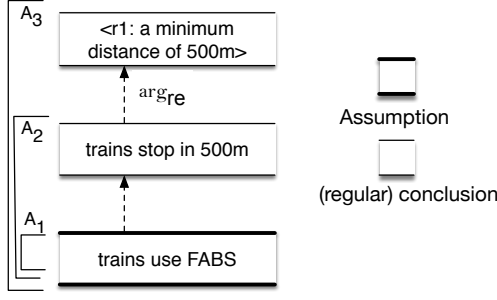 A3
<r1: a minimum
distance of 500m>
argre
A2
trains stop in 500m
A1
trains use FABS
Assumption
(regular) conclusion